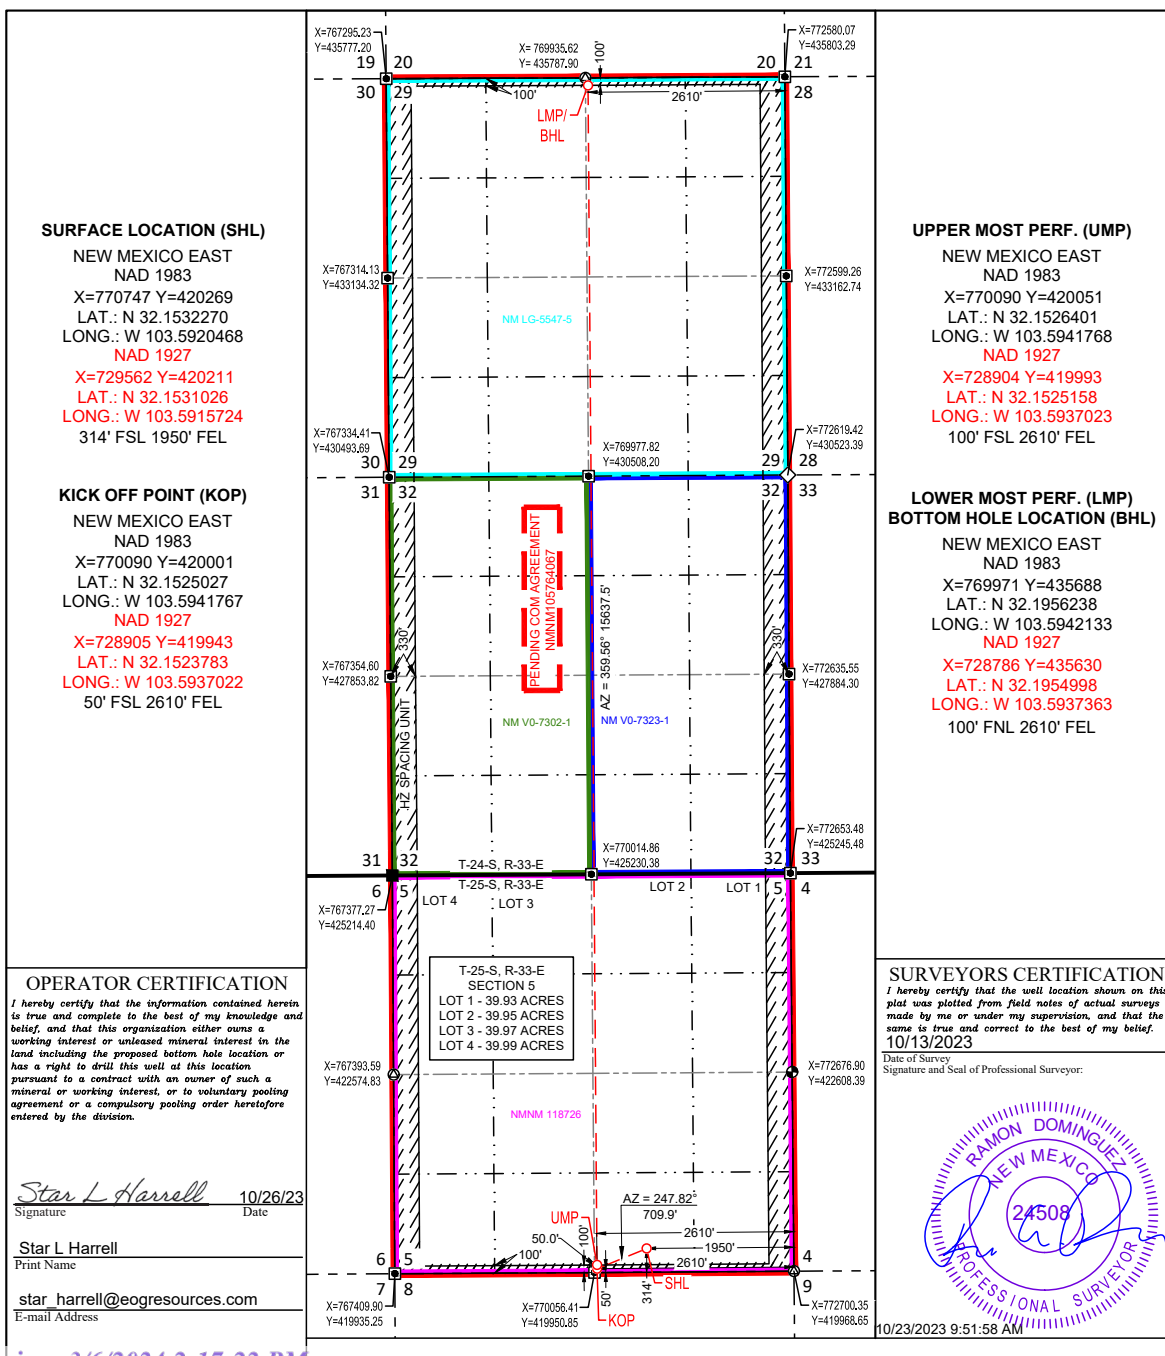 SURFACE LOCATION (SHL)
NEW MEXICO EAST
NAD 1983
X=770747 Y=420269
LAT.: N 32.1532270
LONG.: W 103.5920468
NAD 1927
X=729562 Y=420211
LAT.: N 32.1531026
LONG.: W 103.5915724
314' FSL 1950' FEL
KICK OFF POINT (KOP)
NEW MEXICO EAST
NAD 1983
X=770090 Y=420001
LAT.: N 32.1525027
LONG.: W 103.5941767
NAD 1927
X=728905 Y=419943
LAT.: N 32.1523783
LONG.: W 103.5937022
50' FSL 2610' FEL
OPERATOR CERTIFICATION
I hereby certify that the information contained herein
is true and complete to the best of my knowledge and
belief, and that this organization either owns a
working interest or unleased mineral interest in the
land including the proposed bottom hole location or
has a right to drill this well at this location
pursuant to a contract with an owner of such a
mineral or working interest, or to voluntary pooling
agreement or a compulsory pooling order heretofore
entered by the division.
Star L Harrell 10/26/23
Signature Date
Star L Harrell
Print Name
star_harrell@eogresources.com
E-mail Address
X=767295.23
Y=435777.20
X= 769935.62
Y= 435787.90
100'
X=772580.07
Y=435803.29
19 20
20 21
30 29
28
100'
2610'
LMP/
BHL
X=767314.13
Y=433134.32
X=772599.26
Y=433162.74
NM LG-5547-5
X=767334.41
Y=430493.69
X=769977.82
Y=430508.20
X=772619.42
Y=430523.39
30 29
29 28
31 32
32 33
PENDING COM AGREEMENT
NMNM105764067
AZ = 359.56° 15637.5'
330'
330'
X=767354.60
Y=427853.82
X=772635.55
Y=427884.30
NM V0-7302-1
NM V0-7323-1
HZ SPACING UNIT
X=770014.86
Y=425230.38
X=772653.48
Y=425245.48
31 32
T-24-S, R-33-E
32 33
6 5
T-25-S, R-33-E
5 4
LOT 4
LOT 3
LOT 2
LOT 1
X=767377.27
Y=425214.40
T-25-S, R-33-E
SECTION 5
LOT 1 - 39.93 ACRES
LOT 2 - 39.95 ACRES
LOT 3 - 39.97 ACRES
LOT 4 - 39.99 ACRES
X=767393.59
Y=422574.83
X=772676.90
Y=422608.39
NMNM 118726
AZ = 247.82°
709.9'
UMP
50.0'
100'
100'
2610'
1950'
2610'
SHL
314'
50'
KOP
6 5
4
7 8
9
X=767409.90
Y=419935.25
X=770056.41
Y=419950.85
X=772700.35
Y=419968.65
UPPER MOST PERF. (UMP)
NEW MEXICO EAST
NAD 1983
X=770090 Y=420051
LAT.: N 32.1526401
LONG.: W 103.5941768
NAD 1927
X=728904 Y=419993
LAT.: N 32.1525158
LONG.: W 103.5937023
100' FSL 2610' FEL
LOWER MOST PERF. (LMP)
BOTTOM HOLE LOCATION (BHL)
NEW MEXICO EAST
NAD 1983
X=769971 Y=435688
LAT.: N 32.1956238
LONG.: W 103.5942133
NAD 1927
X=728786 Y=435630
LAT.: N 32.1954998
LONG.: W 103.5937363
100' FNL 2610' FEL
SURVEYORS CERTIFICATION
I hereby certify that the well location shown on this
plat was plotted from field notes of actual surveys
made by me or under my supervision, and that the
same is true and correct to the best of my belief.
10/13/2023
Date of Survey
Signature and Seal of Professional Surveyor:
RAMON DOMINGUEZ
NEW MEXICO
24508
PROFESSIONAL SURVEYOR
10/23/2023 9:51:58 AM